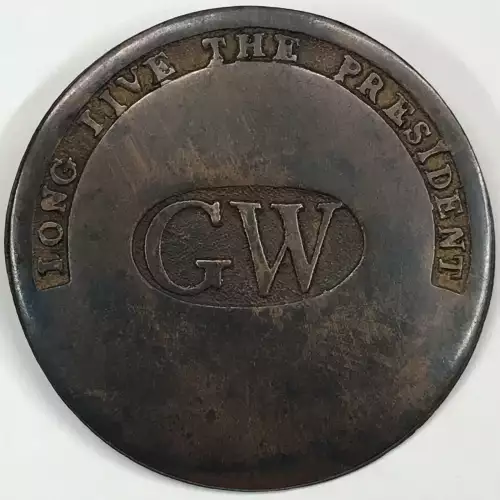 LONG LIVE THE PRESIDENT
GW